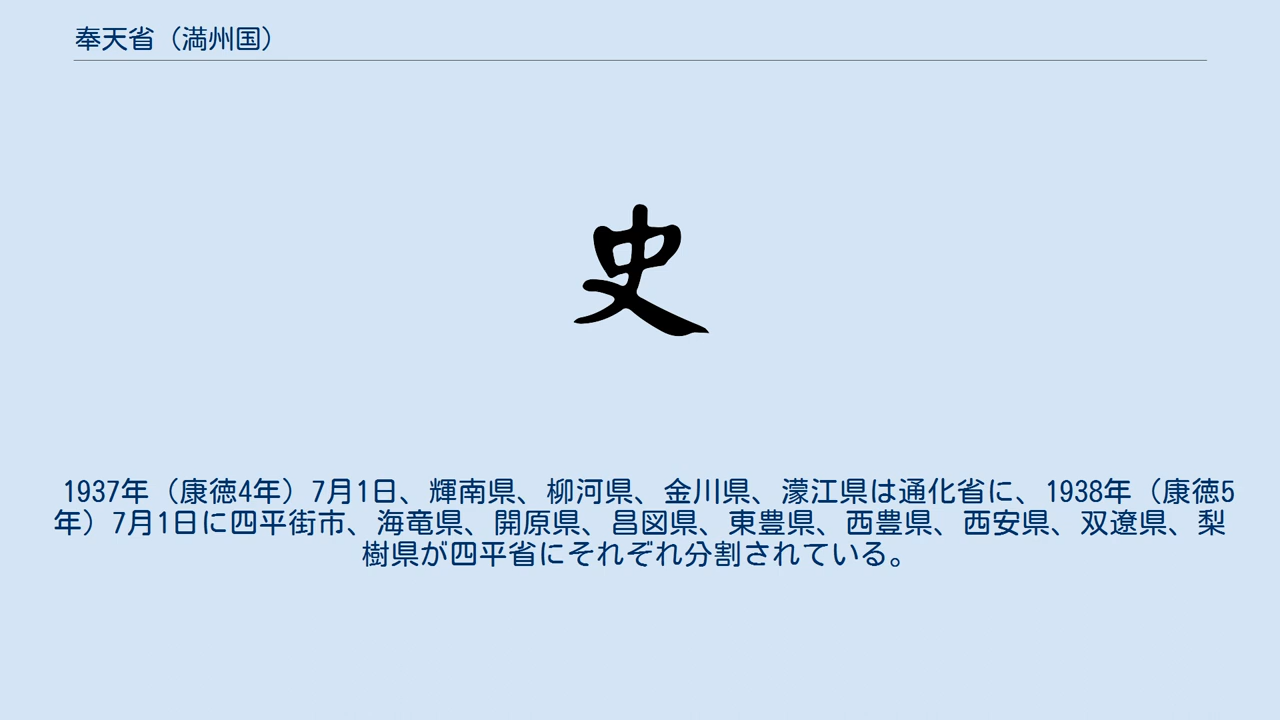 奉天省（満州国）
史
1937年（康徳4年）7月1日、輝南県、柳河県、金川県、濛江県は通化省に、1938年（康徳5
年）7月1日に四平街市、海竜県、開原県、昌図県、東豊県、西豊県、西安県、双遼県、梨
樹県が四平省にそれぞれ分割されている。